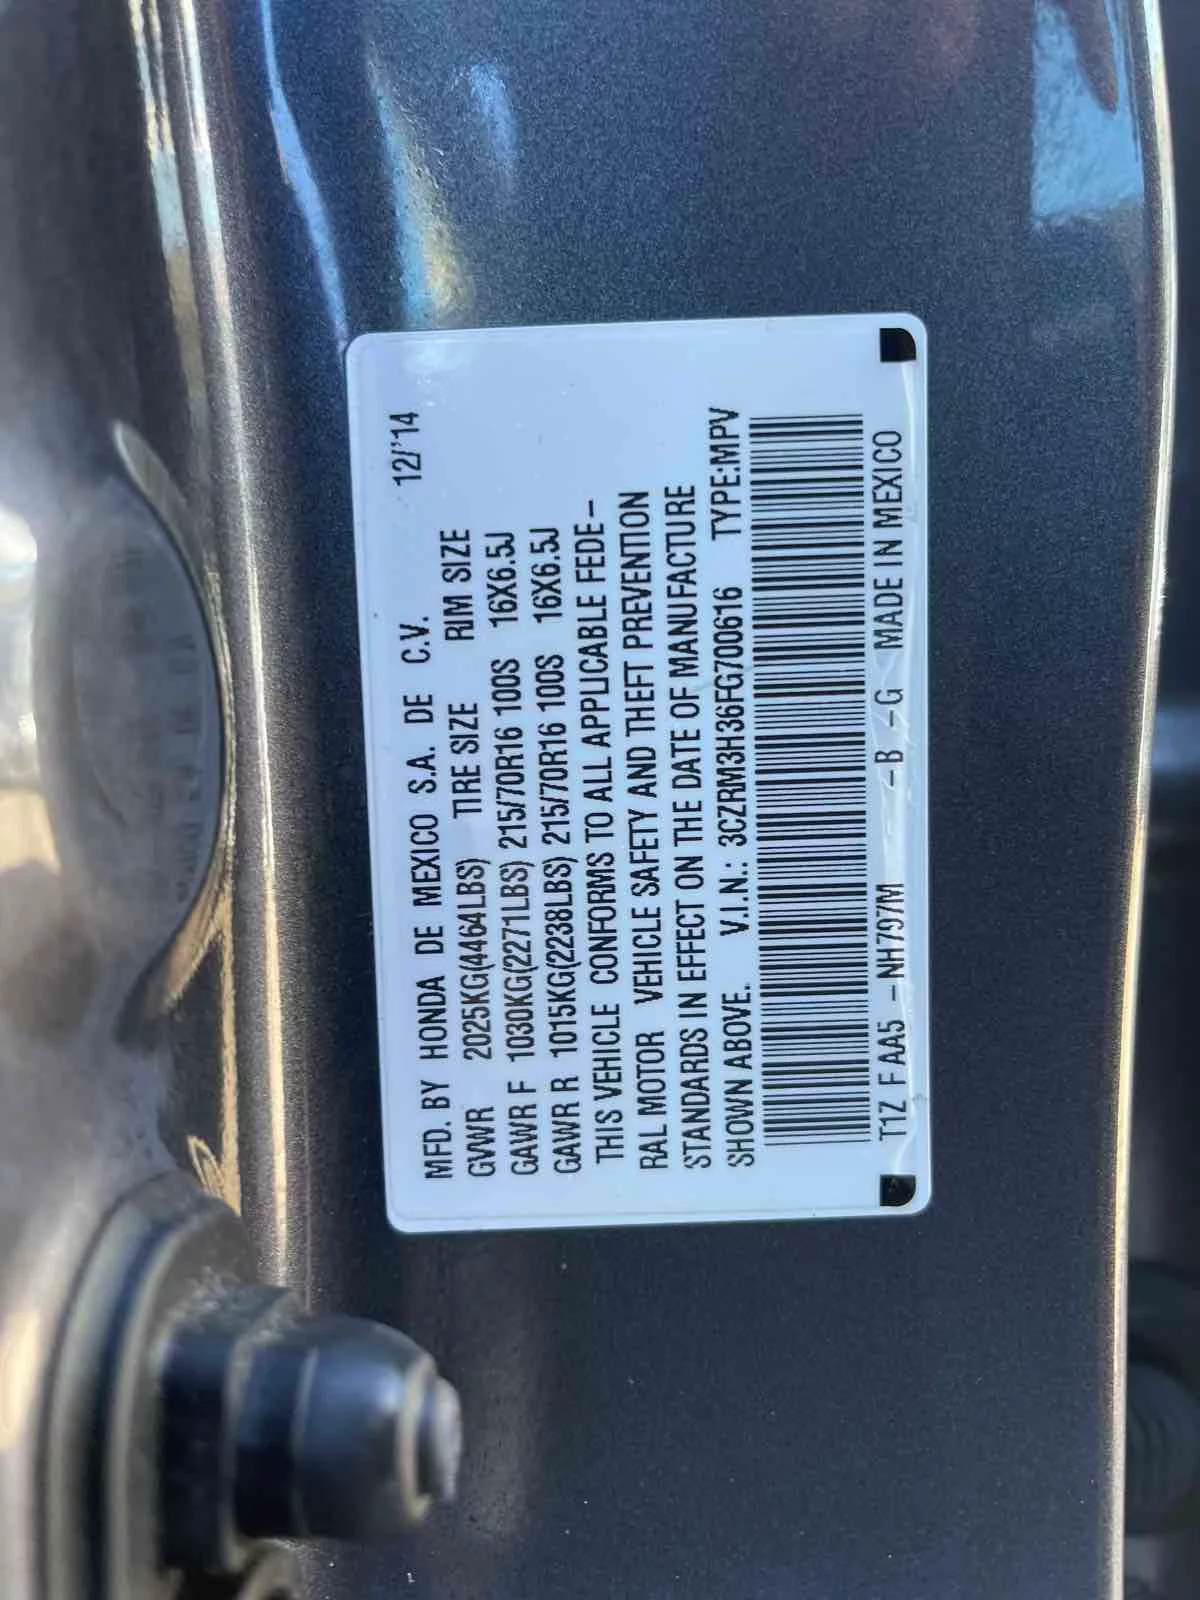 MFD. BY HONDA DE MEXICO S.A. DE C.V. 12/'14
GVWR 2025KG(4464LBS) TIRE SIZE RIM SIZE
GAWR F 1030KG(2271LBS) 215/70R16 100S 16X6.5J
GAWR R 1015KG(2238LBS) 215/70R16 100S 16X6.5J
THIS VEHICLE CONFORMS TO ALL APPLICABLE FEDE-
RAL MOTOR VEHICLE SAFETY AND THEFT PREVENTION
STANDARDS IN EFFECT ON THE DATE OF MANUFACTURE
SHOWN ABOVE. V.I.N.: 3CZRM3H36FG700616 TYPE:MPV
T1Z F AA5 -NH797M -B -G MADE IN MEXICO